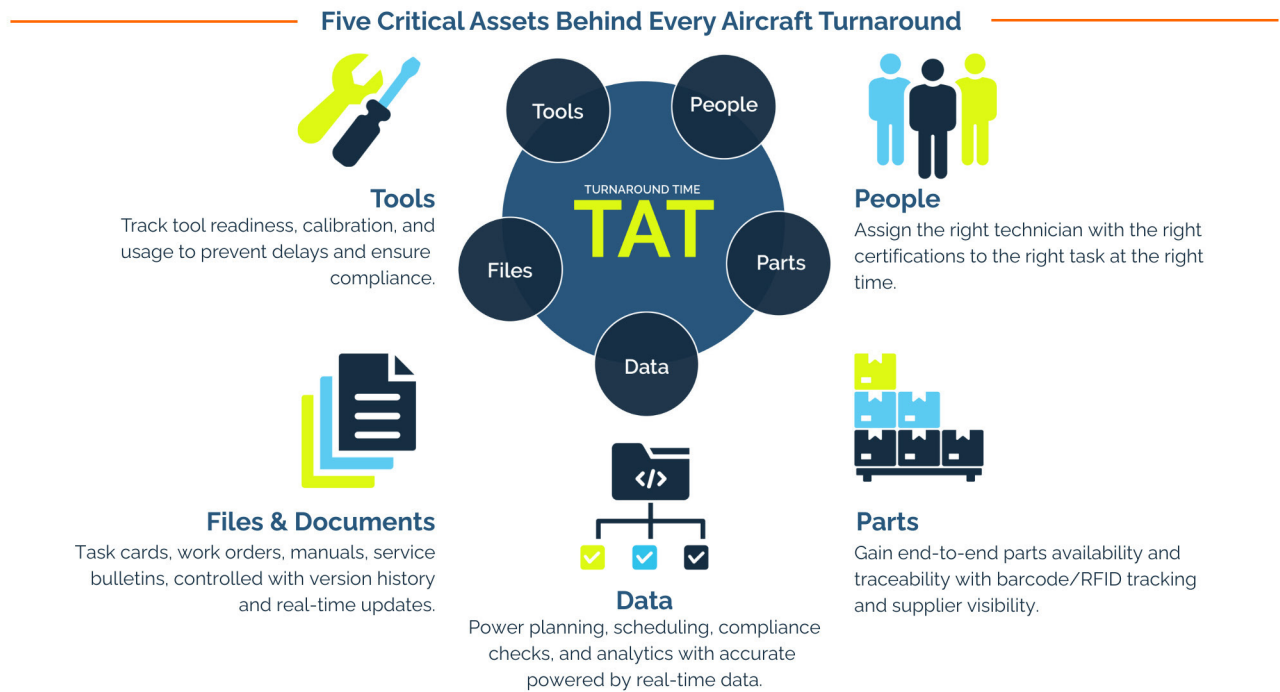 Five Critical Assets Behind Every Aircraft Turnaround
Tools
People
TURNAROUND TIME
TAT
Files
Parts
Data
Tools
Track tool readiness, calibration, and
usage to prevent delays and ensure
compliance.
People
Assign the right technician with the right
certifications to the right task at the right
time.
Files & Documents
Task cards, work orders, manuals, service
bulletins, controlled with version history
and real-time updates.
</>
Data
Power planning, scheduling, compliance
checks, and analytics with accurate
powered by real-time data.
Parts
Gain end-to-end parts availability and
traceability with barcode/RFID tracking
and supplier visibility.